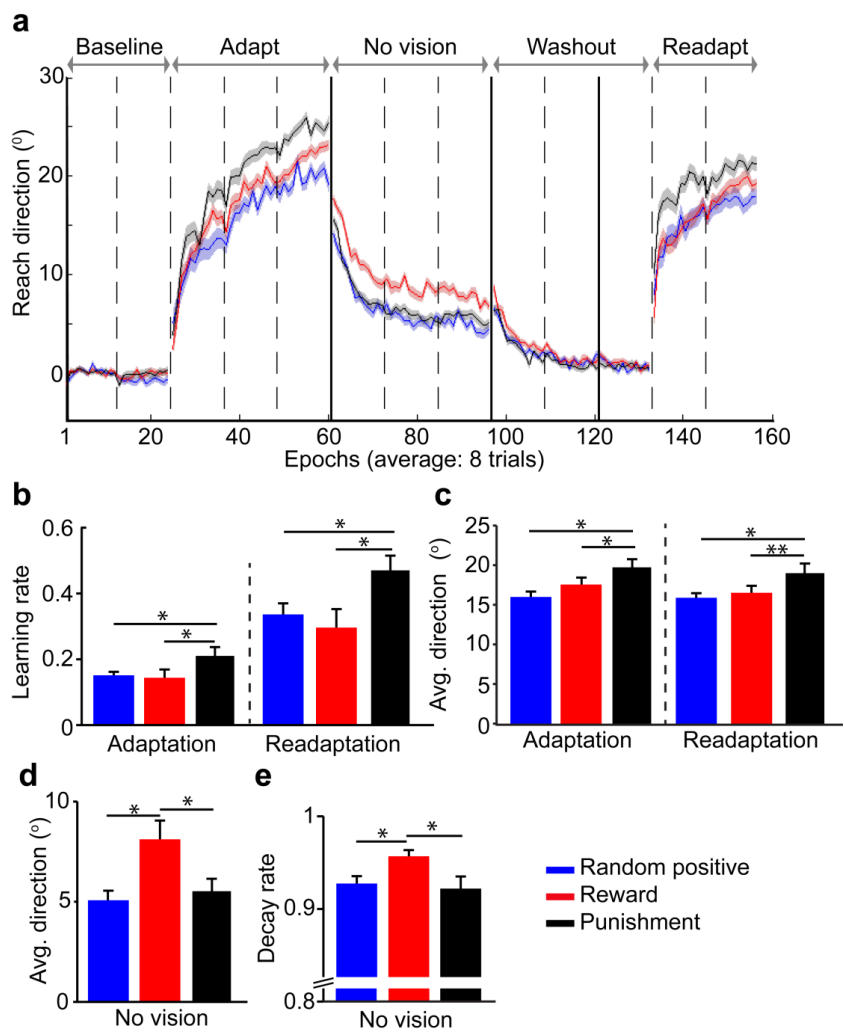 a
Baseline Adapt No vision Washout Readapt
30
20
10
0
Reach direction (⁰)
1 20 40 60 80 100 120 140 160
Epochs (average: 8 trials)
b
0.6
0.4
0.2
0
Learning rate
* * * *
Adaptation Readaptation
c
25
20
15
10
5
0
Avg. direction (o)
* * * **
Adaptation Readaptation
d
10
5
0
Avg. direction (o)
* *
No vision
e
1
0.9
0.8
Decay rate
* *
No vision
Random positive
Reward
Punishment